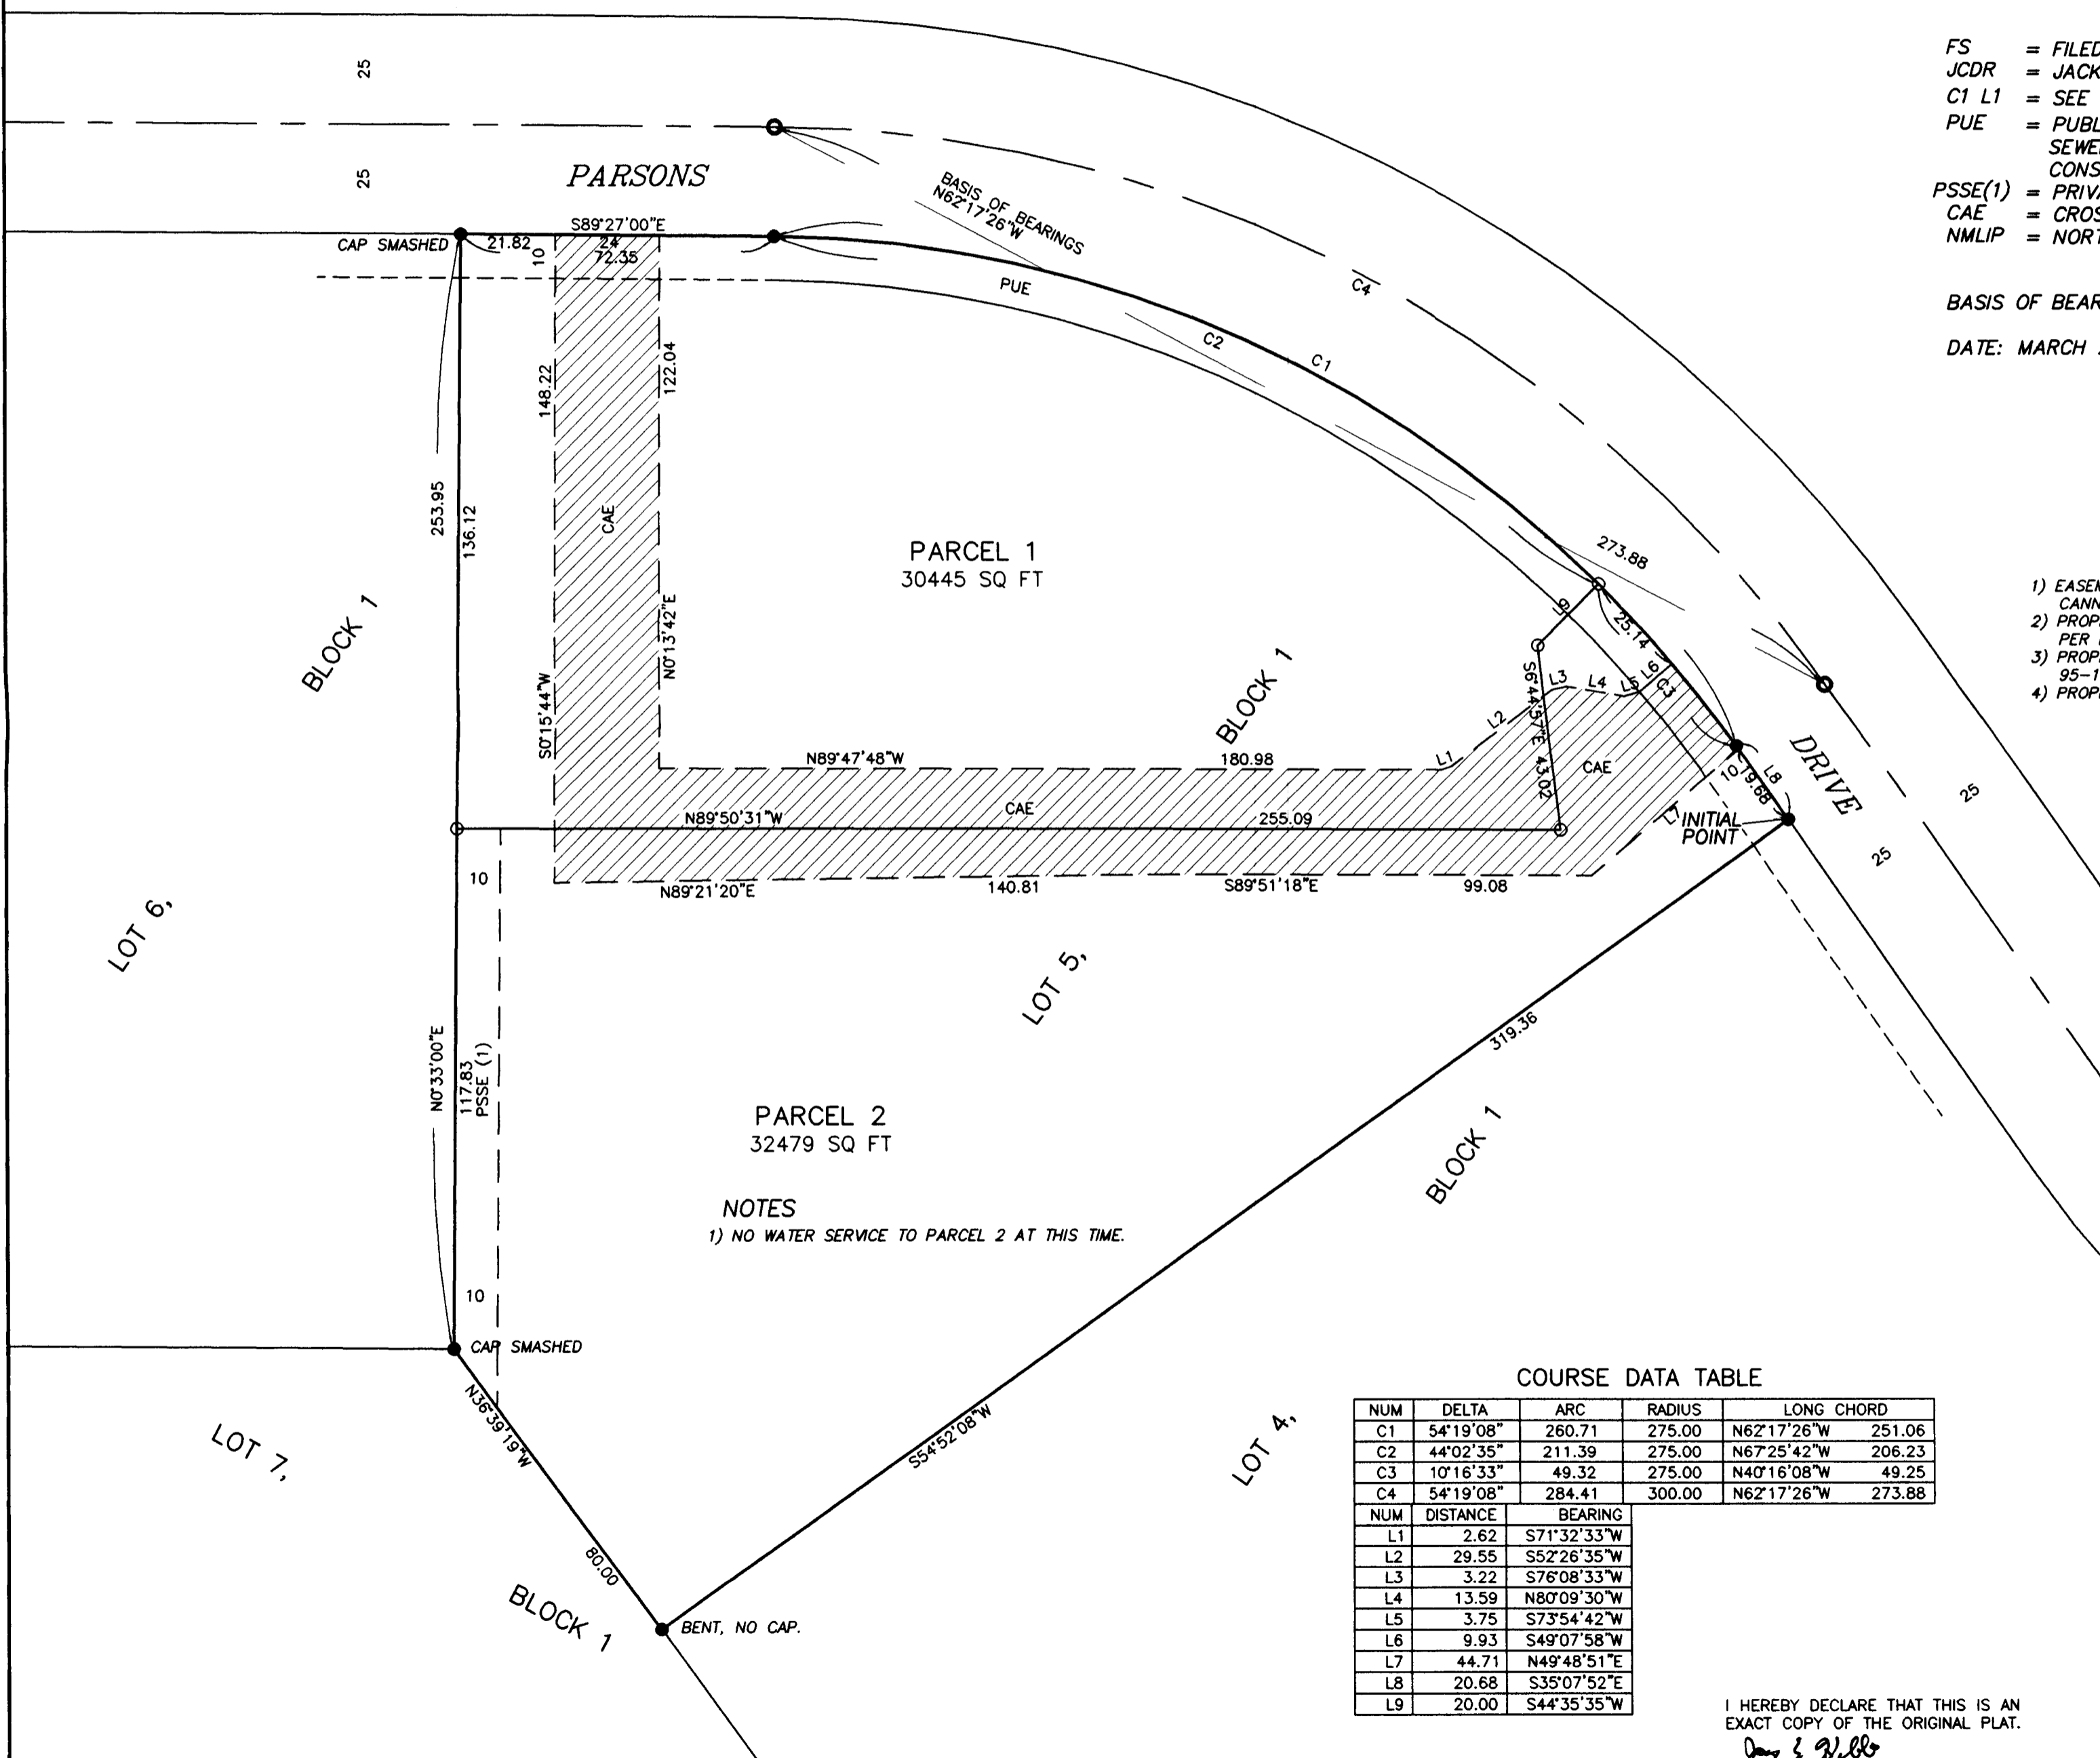 25
25
PARSONS
BASIS OF BEARINGS
N62°17'26"W
FS = FILED
JCDR = JACK
C1 L1 = SEE
PUE = PUBL
SEWE
CONS
PSSE(1) = PRIVA
CAE = CROS
NMLIP = NORT
BASIS OF BEAR
DATE: MARCH
S89°27'00"E
CAP SMASHED
21.82
24
72.35
10
PUE
C4
C2
C1
148.22
122.04
253.95
136.12
CAE
PARCEL 1
30445 SQ FT
273.88
1) EASEM
CANN
2) PROP
PER
3) PROP
95-1
4) PROP
BLOCK 1
S0°15'44"W
N0°13'42"E
BLOCK 1
L9
25.14
L3
L4
L5
L6
C3
S6°44'57"E 43.02
L2
L1
N89°47'48"W
180.98
CAE
10
19.68
L8
DRIVE
25
25
N89°50'31"W
CAE
255.09
L7
INITIAL
POINT
10
N89°21'20"E
140.81
S89°51'18"E
99.08
LOT 6,
LOT 5,
319.36
N0°33'00"E
117.83
PSSE (1)
PARCEL 2
32479 SQ FT
BLOCK 1
NOTES
1) NO WATER SERVICE TO PARCEL 2 AT THIS TIME.
10
CAP SMASHED
N36°39'19"W
S54°52'08"W
LOT 7,
LOT 4,
80.00
BLOCK 1
BENT, NO CAP.
COURSE DATA TABLE
NUM DELTA ARC RADIUS LONG CHORD
C1 54°19'08" 260.71 275.00 N62°17'26"W 251.06
C2 44°02'35" 211.39 275.00 N67°25'42"W 206.23
C3 10°16'33" 49.32 275.00 N40°16'08"W 49.25
C4 54°19'08" 284.41 300.00 N62°17'26"W 273.88
NUM DISTANCE BEARING
L1 2.62 S71°32'33"W
L2 29.55 S52°26'35"W
L3 3.22 S76°08'33"W
L4 13.59 N80°09'30"W
L5 3.75 S73°54'42"W
L6 9.93 S49°07'58"W
L7 44.71 N49°48'51"E
L8 20.68 S35°07'52"E
L9 20.00 S44°35'35"W
I HEREBY DECLARE THAT THIS IS AN
EXACT COPY OF THE ORIGINAL PLAT.